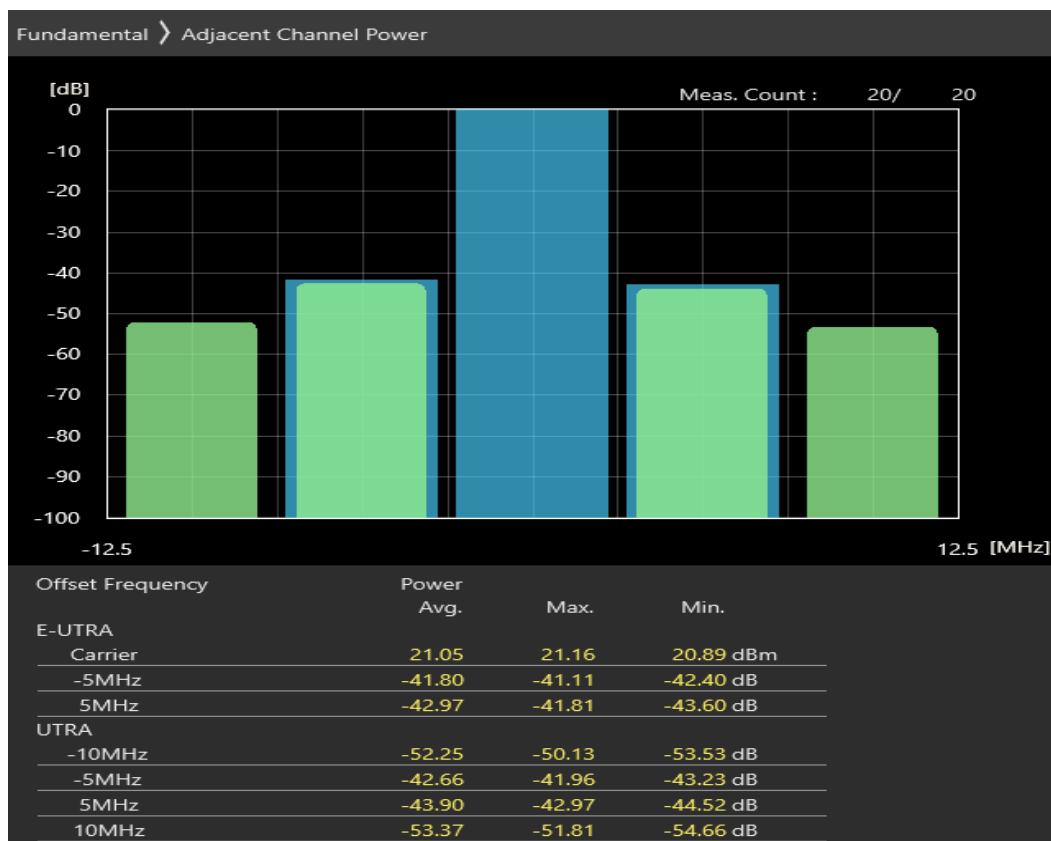 Fundamental 〉 Adjacent Channel Power
[dB]
Meas. Count : 20/ 20
0
-10
-20
-30
-40
-50
-60
-70
-80
-90
-100
-12.5 12.5 [MHz]
Offset Frequency Power
Avg. Max. Min.
E-UTRA
Carrier 21.05 21.16 20.89 dBm
-5MHz -41.80 -41.11 -42.40 dB
5MHz -42.97 -41.81 -43.60 dB
UTRA
-10MHz -52.25 -50.13 -53.53 dB
-5MHz -42.66 -41.96 -43.23 dB
5MHz -43.90 -42.97 -44.52 dB
10MHz -53.37 -51.81 -54.66 dB